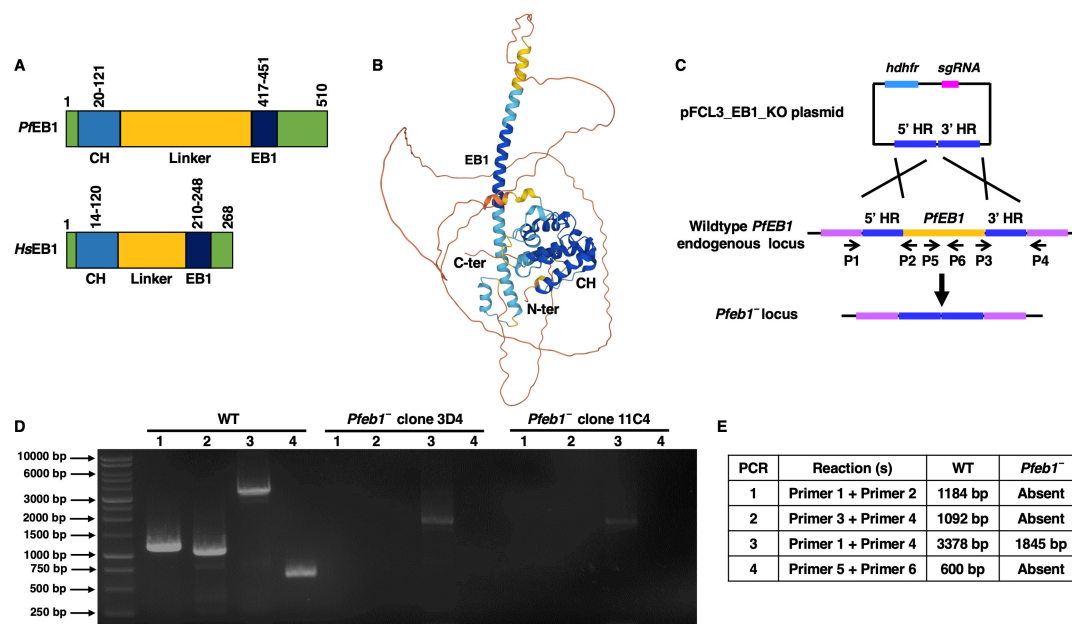 A
1
20-121
417-451
510
PfEB1
CH
Linker
EB1
1
14-120
210-248
268
HsEB1
CH
Linker
EB1
B
EB1
C-ter
CH
N-ter
C
hdhfr
sgRNA
pFCL3_EB1_KO plasmid
5’ HR
3’ HR
Wildtype PfEB1
endogenous locus
5’ HR
PfEB1
3’ HR
P1
P2
P5
P6
P3
P4
Pfeb1⁻ locus
D
WT
Pfeb1⁻ clone 3D4
Pfeb1⁻ clone 11C4
1 2 3 4 1 2 3 4 1 2 3 4
10000 bp
6000 bp
3000 bp
2000 bp
1500 bp
1000 bp
750 bp
500 bp
250 bp
E
PCR Reaction (s) WT Pfeb1⁻
1 Primer 1 + Primer 2 1184 bp Absent
2 Primer 3 + Primer 4 1092 bp Absent
3 Primer 1 + Primer 4 3378 bp 1845 bp
4 Primer 5 + Primer 6 600 bp Absent